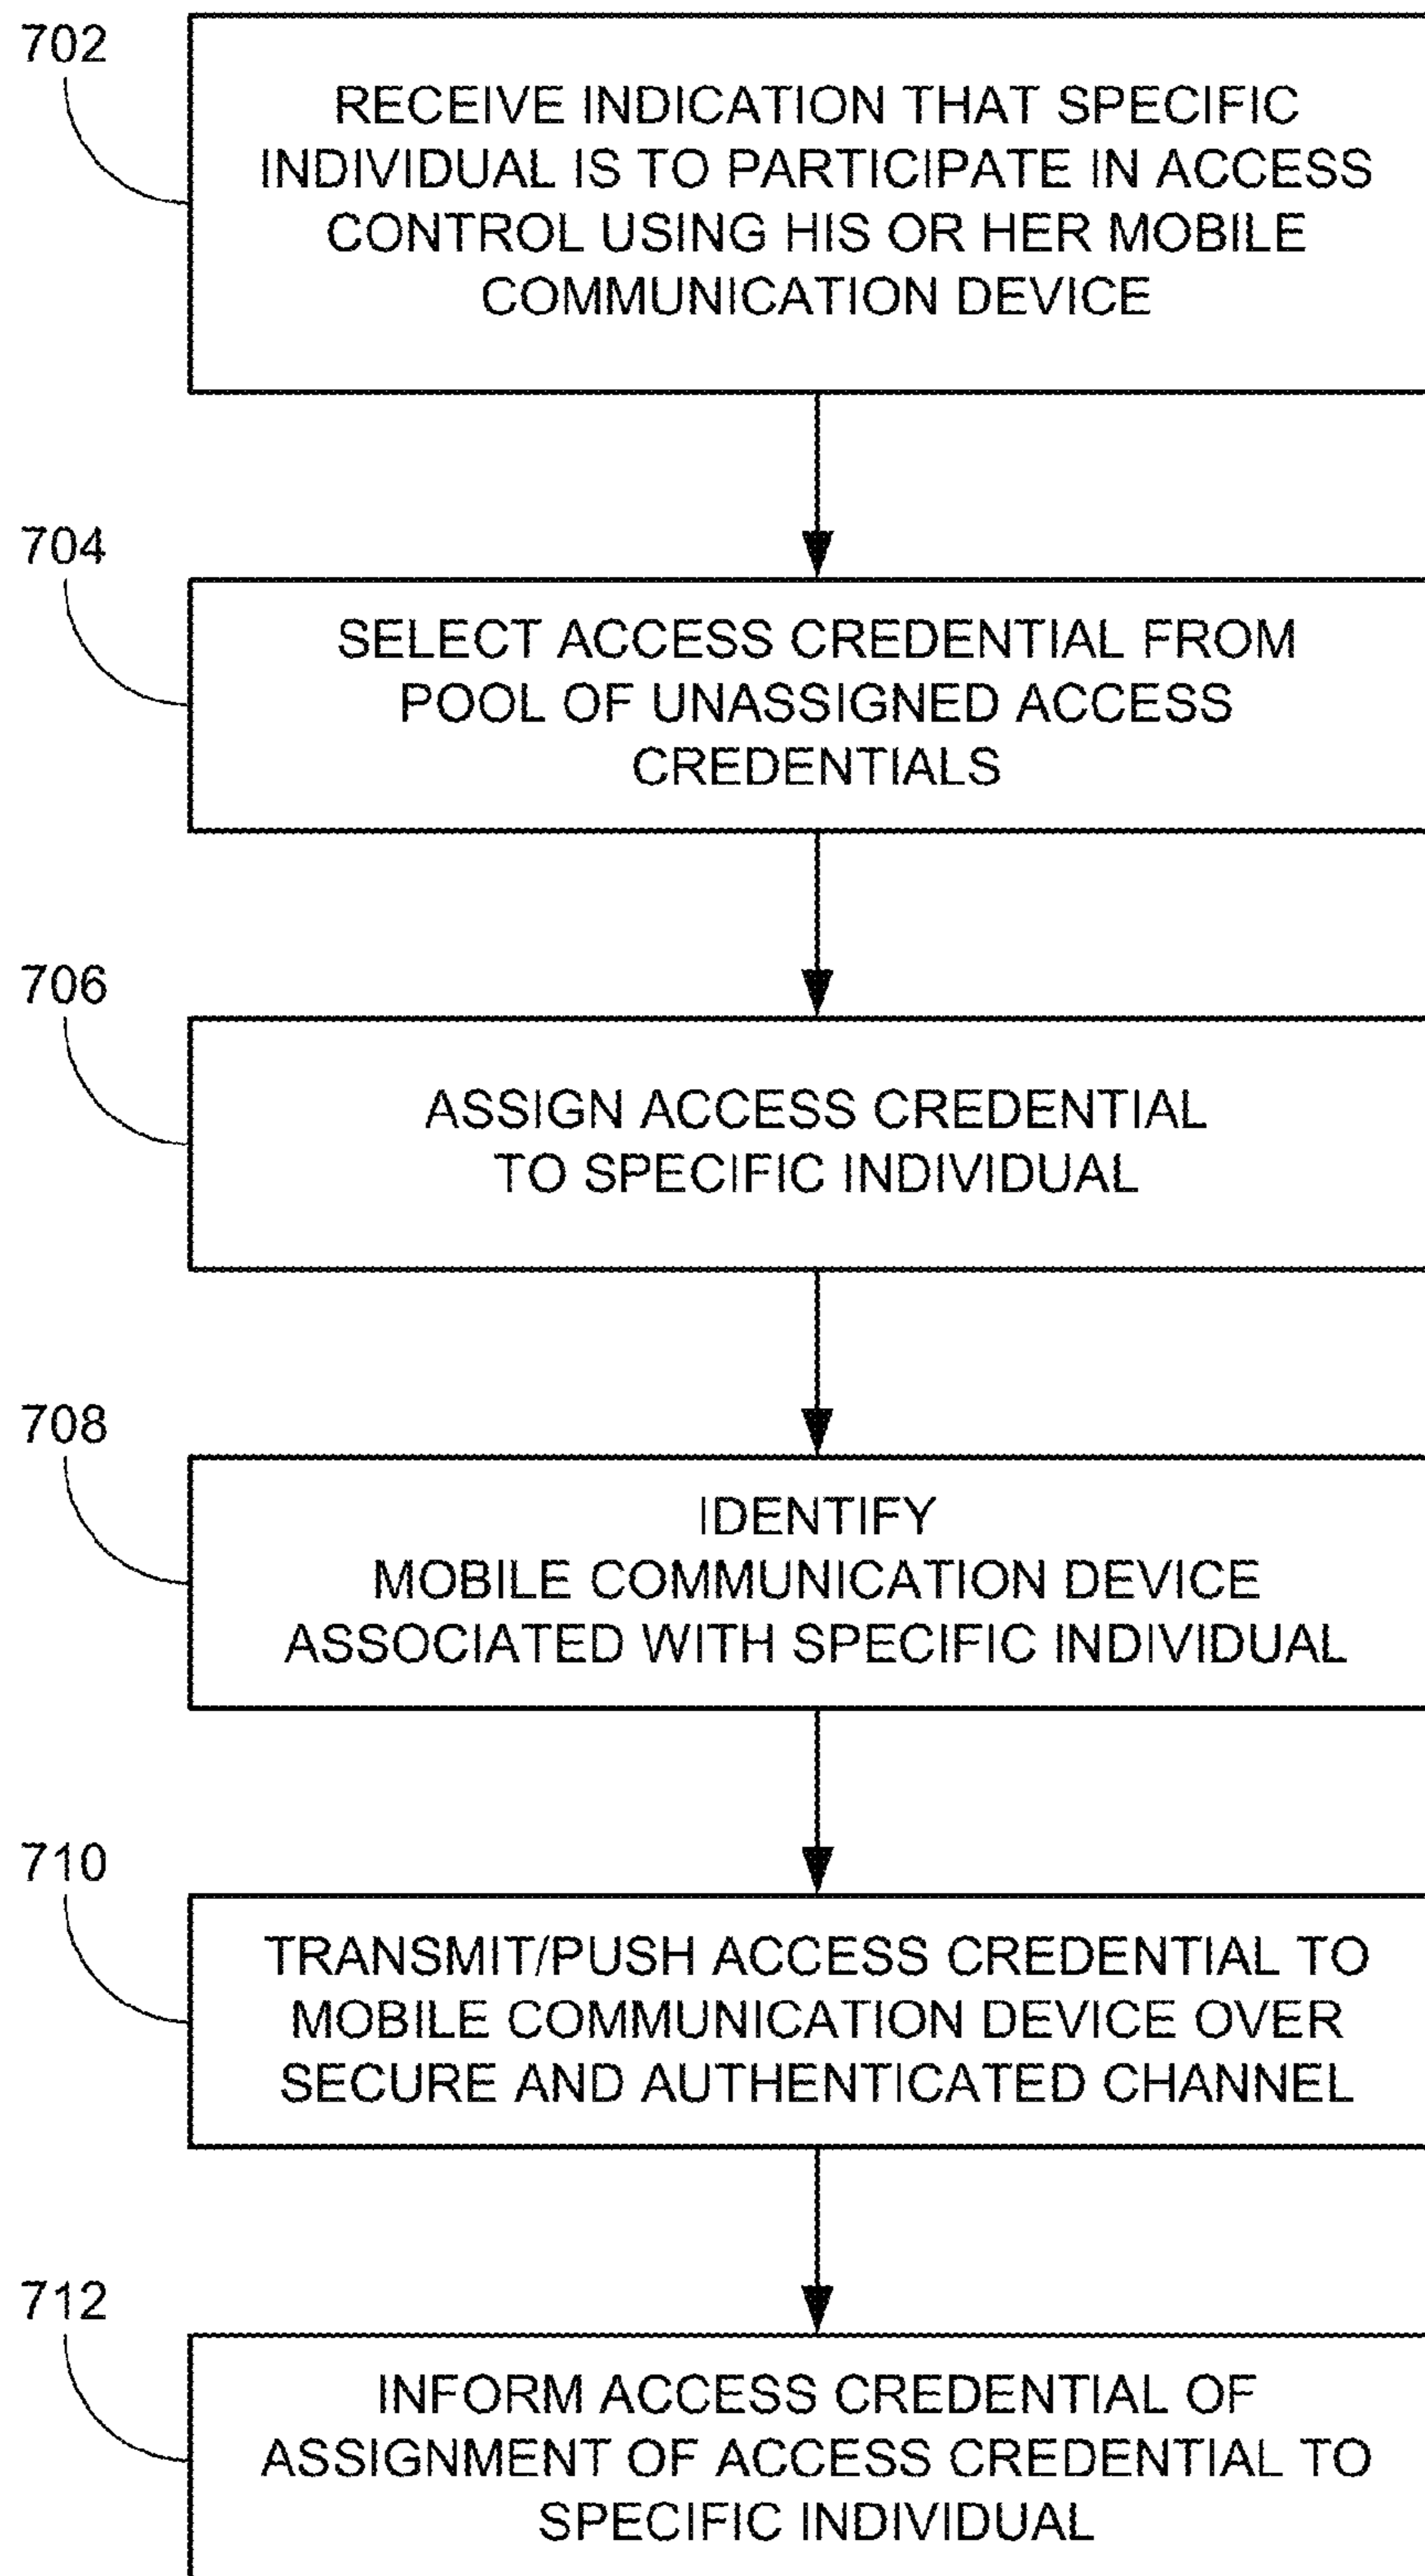 702
RECEIVE INDICATION THAT SPECIFIC
INDIVIDUAL IS TO PARTICIPATE IN ACCESS
CONTROL USING HIS OR HER MOBILE
COMMUNICATION DEVICE
704
SELECT ACCESS CREDENTIAL FROM
POOL OF UNASSIGNED ACCESS
CREDENTIALS
706
ASSIGN ACCESS CREDENTIAL
TO SPECIFIC INDIVIDUAL
708
IDENTIFY
MOBILE COMMUNICATION DEVICE
ASSOCIATED WITH SPECIFIC INDIVIDUAL
710
TRANSMIT/PUSH ACCESS CREDENTIAL TO
MOBILE COMMUNICATION DEVICE OVER
SECURE AND AUTHENTICATED CHANNEL
712
INFORM ACCESS CREDENTIAL OF
ASSIGNMENT OF ACCESS CREDENTIAL TO
SPECIFIC INDIVIDUAL